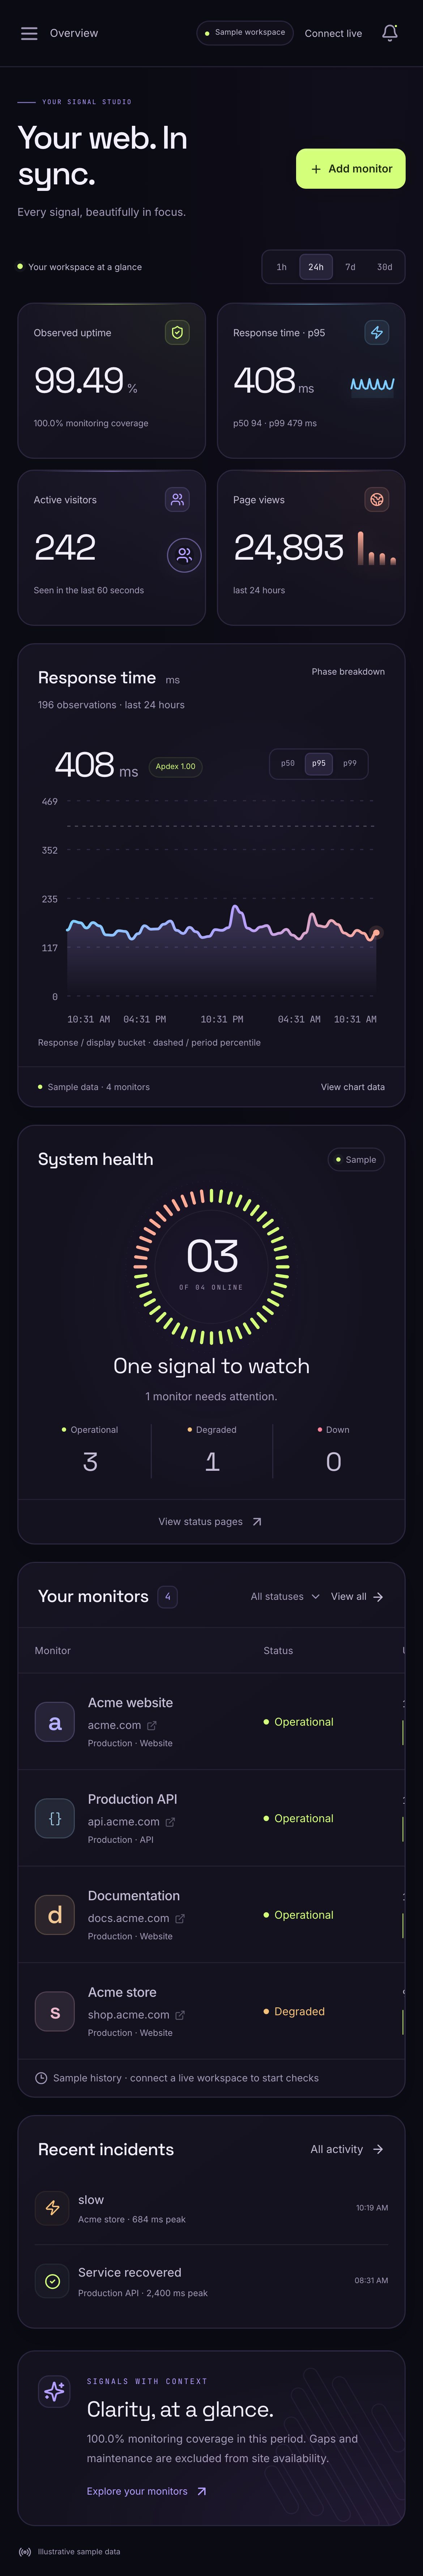 Overview
Sample workspace
Connect live
YOUR SIGNAL STUDIO
Your web. In
sync.
Add monitor
Every signal, beautifully in focus.
Your workspace at a glance
1h 24h 7d 30d
Observed uptime
99.49 %
100.0% monitoring coverage
Response time · p95
408 ms
p50 94 · p99 479 ms
Active visitors
242
Seen in the last 60 seconds
Page views
24,893
last 24 hours
Response time ms
Phase breakdown
196 observations · last 24 hours
408 ms
Apdex 1.00
p50 p95 p99
469
352
235
117
0
10:31 AM 04:31 PM 10:31 PM 04:31 AM 10:31 AM
Response / display bucket · dashed / period percentile
Sample data · 4 monitors
View chart data
System health
Sample
03
OF 04 ONLINE
One signal to watch
1 monitor needs attention.
Operational Degraded Down
3 1 0
View status pages
Your monitors 4
All statuses
View all
Monitor Status
a
Acme website
acme.com
Production · Website
Operational
{}
Production API
api.acme.com
Production · API
Operational
d
Documentation
docs.acme.com
Production · Website
Operational
s
Acme store
shop.acme.com
Production · Website
Degraded
Sample history · connect a live workspace to start checks
Recent incidents
All activity
slow
Acme store · 684 ms peak
10:19 AM
Service recovered
Production API · 2,400 ms peak
08:31 AM
SIGNALS WITH CONTEXT
Clarity, at a glance.
100.0% monitoring coverage in this period. Gaps and
maintenance are excluded from site availability.
Explore your monitors
Illustrative sample data